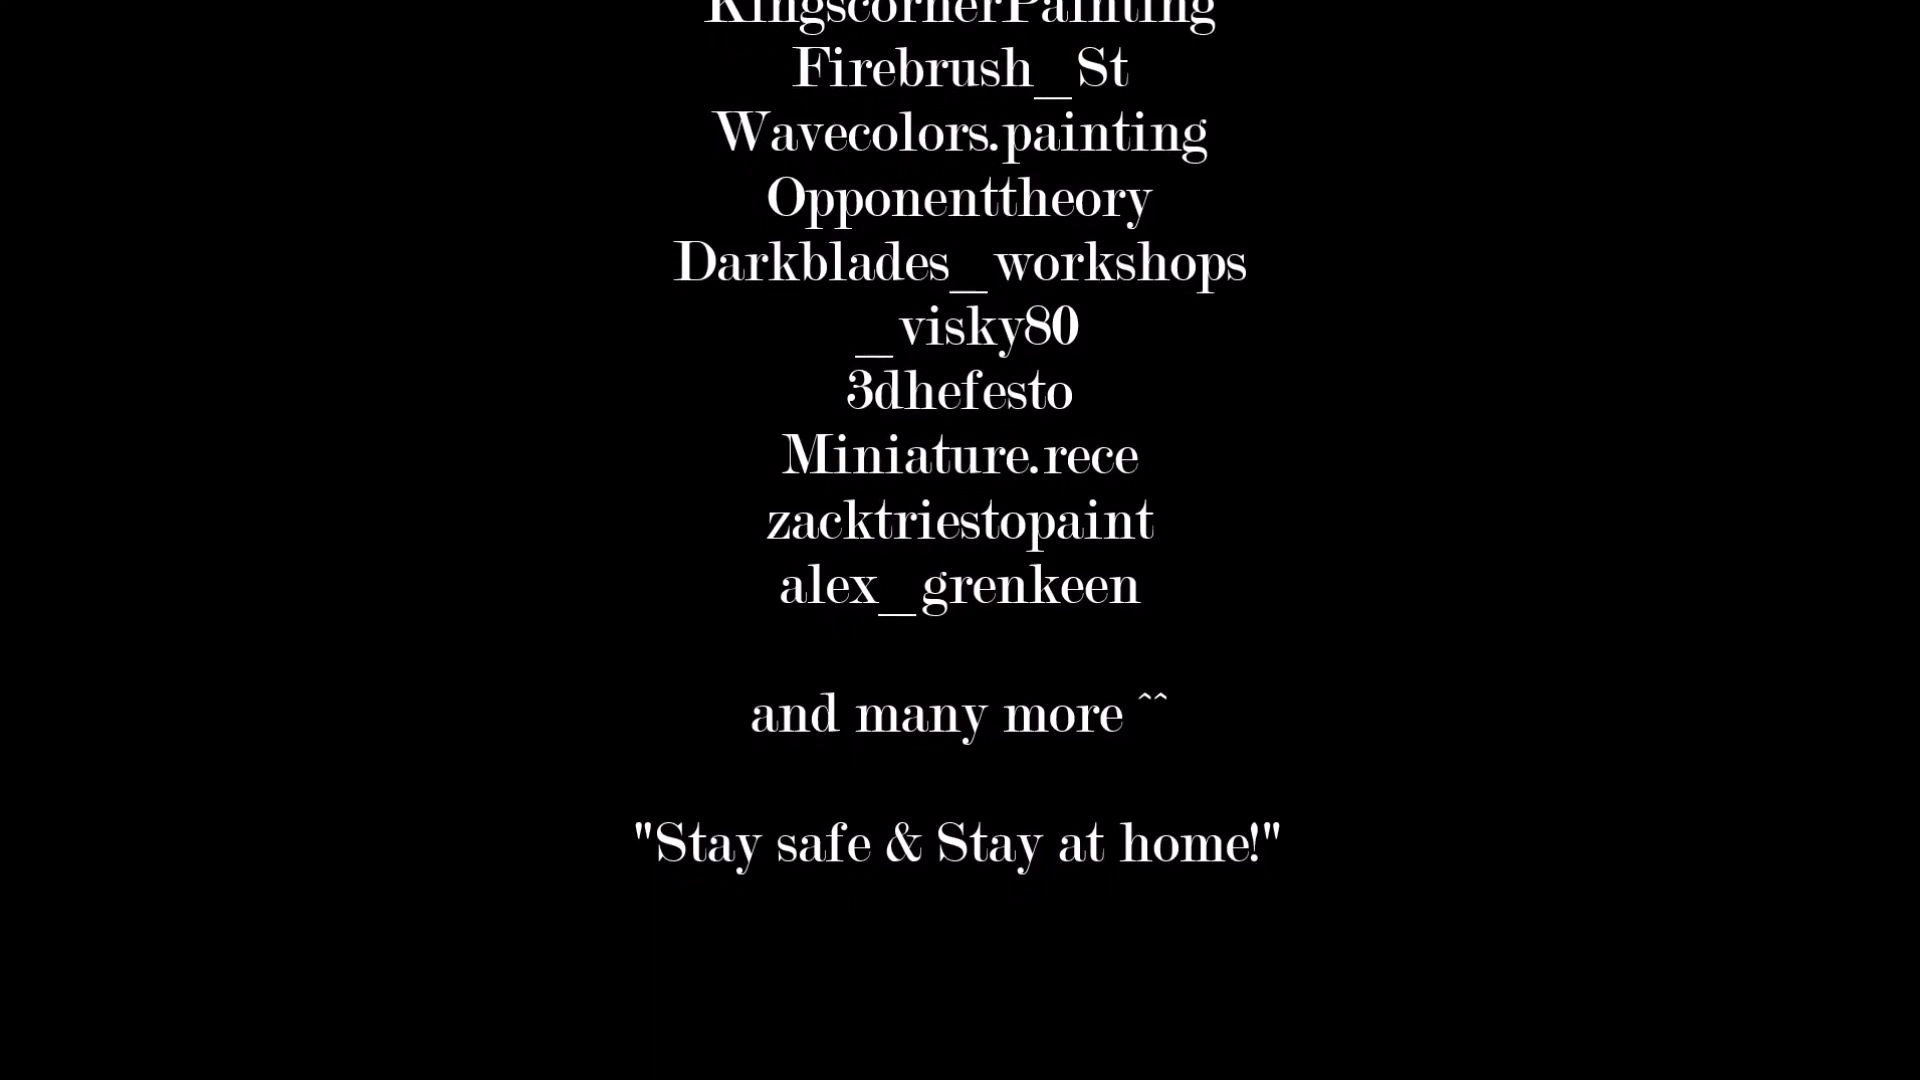 KingscornerPainting
Firebrush_St
Wavecolors.painting
Opponenttheory
Darkblades_workshops
_visky80
3dhefesto
Miniature.rece
zacktriestopaint
alex_grenkeen
and many more ^^
"Stay safe & Stay at home!"